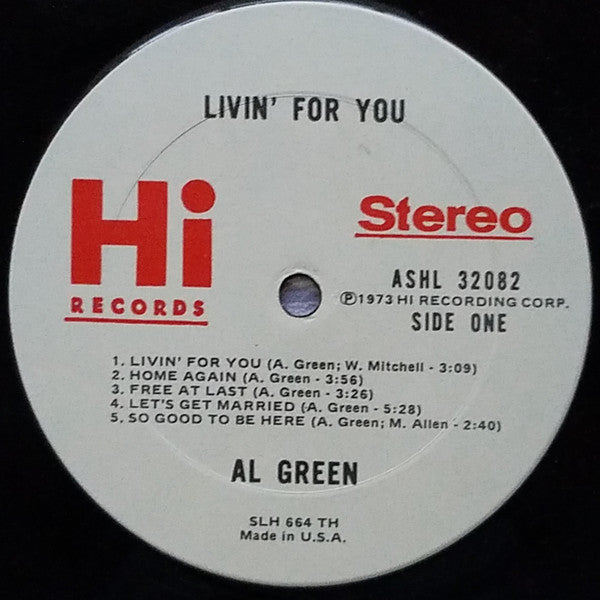 LIVIN' FOR YOU
Hi
RECORDS
Stereo
ASHL 32082
Ⓟ1973 HI RECORDING CORP.
SIDE ONE
1. LIVIN' FOR YOU (A. Green; W. Mitchell - 3:09)
2. HOME AGAIN (A. Green - 3:56)
3. FREE AT LAST (A. Green - 3:26)
4. LET'S GET MARRIED (A. Green - 5:28)
5. SO GOOD TO BE HERE (A. Green; M. Allen - 2:40)
AL GREEN
SLH 664 TH
Made in U.S.A.